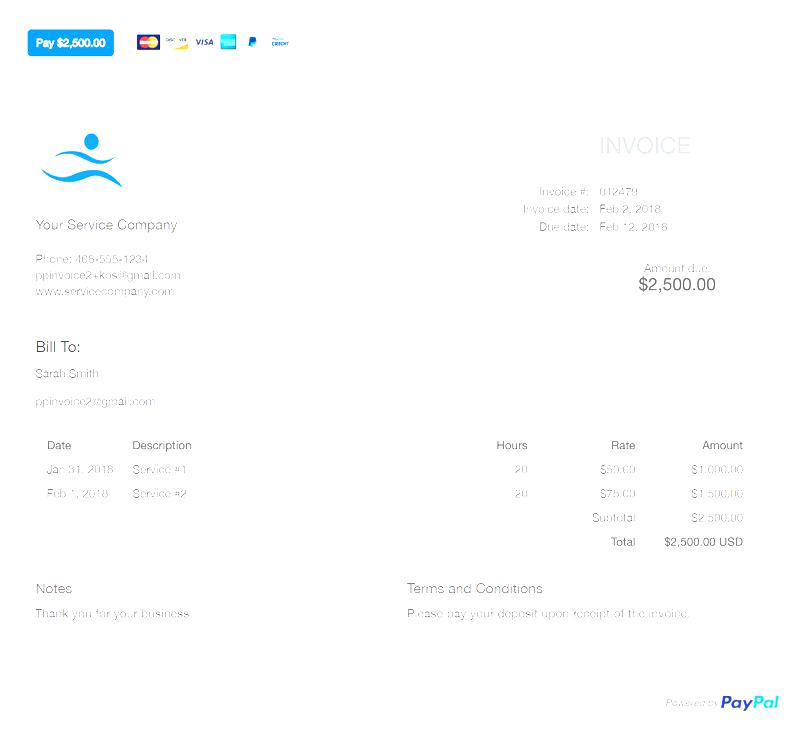 Pay $2,500.00
DISCOVER VISA CREDIT
INVOICE
Invoice #: 012479
Invoice date: Feb 2, 2018
Due date: Feb 12, 2018
Your Service Company
Phone: 408-555-1234
ppinvoice2+kos@gmail.com
www.servicecompany.com
Amount due:
$2,500.00
Bill To:
Sarah Smith
ppinvoice2@gmail.com
Date Description Hours Rate Amount
Jan 31, 2018 Service #1 20 $50.00 $1,000.00
Feb 1, 2018 Service #2 20 $75.00 $1,500.00
Subtotal $2,500.00
Total $2,500.00 USD
Notes
Thank you for your business
Terms and Conditions
Please pay your deposit upon receipt of the invoice.
Powered by PayPal